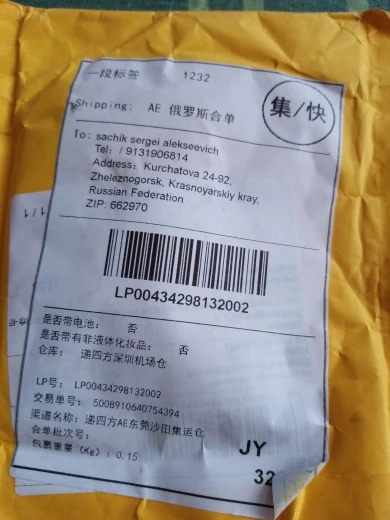 一段标签 1232
Shipping: AE 俄罗斯合单
集/快
To: sachik sergei alekseevich
Tel: / 9131906814
Address: Kurchatova 24-92,
Zheleznogorsk, Krasnoyarskiy kray,
Russian Federation
ZIP: 662970
LP00434298132002
是否带电池: 否
是否带有非液体化妆品: 否
仓库: 递四方深圳机场仓
LP号: LP00434298132002
交易单号: 5008910640754394
渠道名称: 递四方AE东莞沙田集运仓
合单批次号:
包裹重量(Kg): 0.15
JY
32
1/1